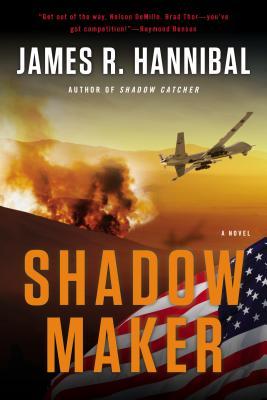 "Get out of the way, Nelson DeMille, Brad Thor—you've
got competition!"—Raymond Benson
JAMES R. HANNIBAL
AUTHOR OF SHADOW CATCHER
A NOVEL
SHADOW
MAKER